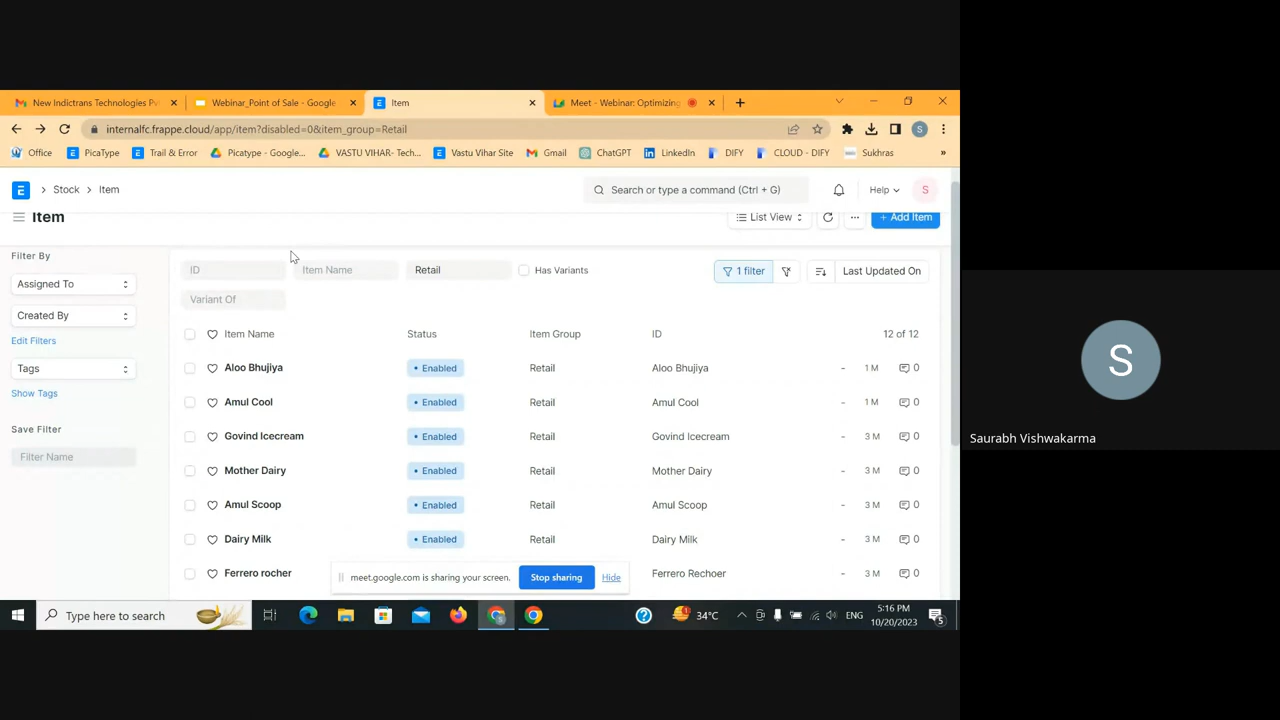 New Indictrans Technologies Pv
Webinar_Point of Sale - Google
Item
Meet - Webinar: Optimizing
internalfc.frappe.cloud/app/item?disabled=0&item_group=Retail
S
Office
PicaType
Trail & Error
Picatype - Google...
VASTU VIHAR- Tech...
Vastu Vihar Site
Gmail
ChatGPT
LinkedIn
DIFY
CLOUD - DIFY
Sukhras
»
E
Stock
Item
Search or type a command (Ctrl + G)
Help
S
Item
List View
...
+ Add Item
Filter By
Assigned To
Created By
Edit Filters
Tags
Show Tags
Save Filter
Filter Name
ID
Item Name
Retail
Has Variants
1 filter
Last Updated On
Variant Of
Item Name Status Item Group ID 12 of 12
Aloo Bhujiya Enabled Retail Aloo Bhujiya - 1 M 0
Amul Cool Enabled Retail Amul Cool - 1 M 0
Govind Icecream Enabled Retail Govind Icecream - 3 M 0
Mother Dairy Enabled Retail Mother Dairy - 3 M 0
Amul Scoop Enabled Retail Amul Scoop - 3 M 0
Dairy Milk Enabled Retail Dairy Milk - 3 M 0
Ferrero rocher Ferrero Rechoer - 3 M 0
meet.google.com is sharing your screen.
Stop sharing
Hide
Type here to search
34°C
ENG
5:16 PM
10/20/2023
5
S
Saurabh Vishwakarma